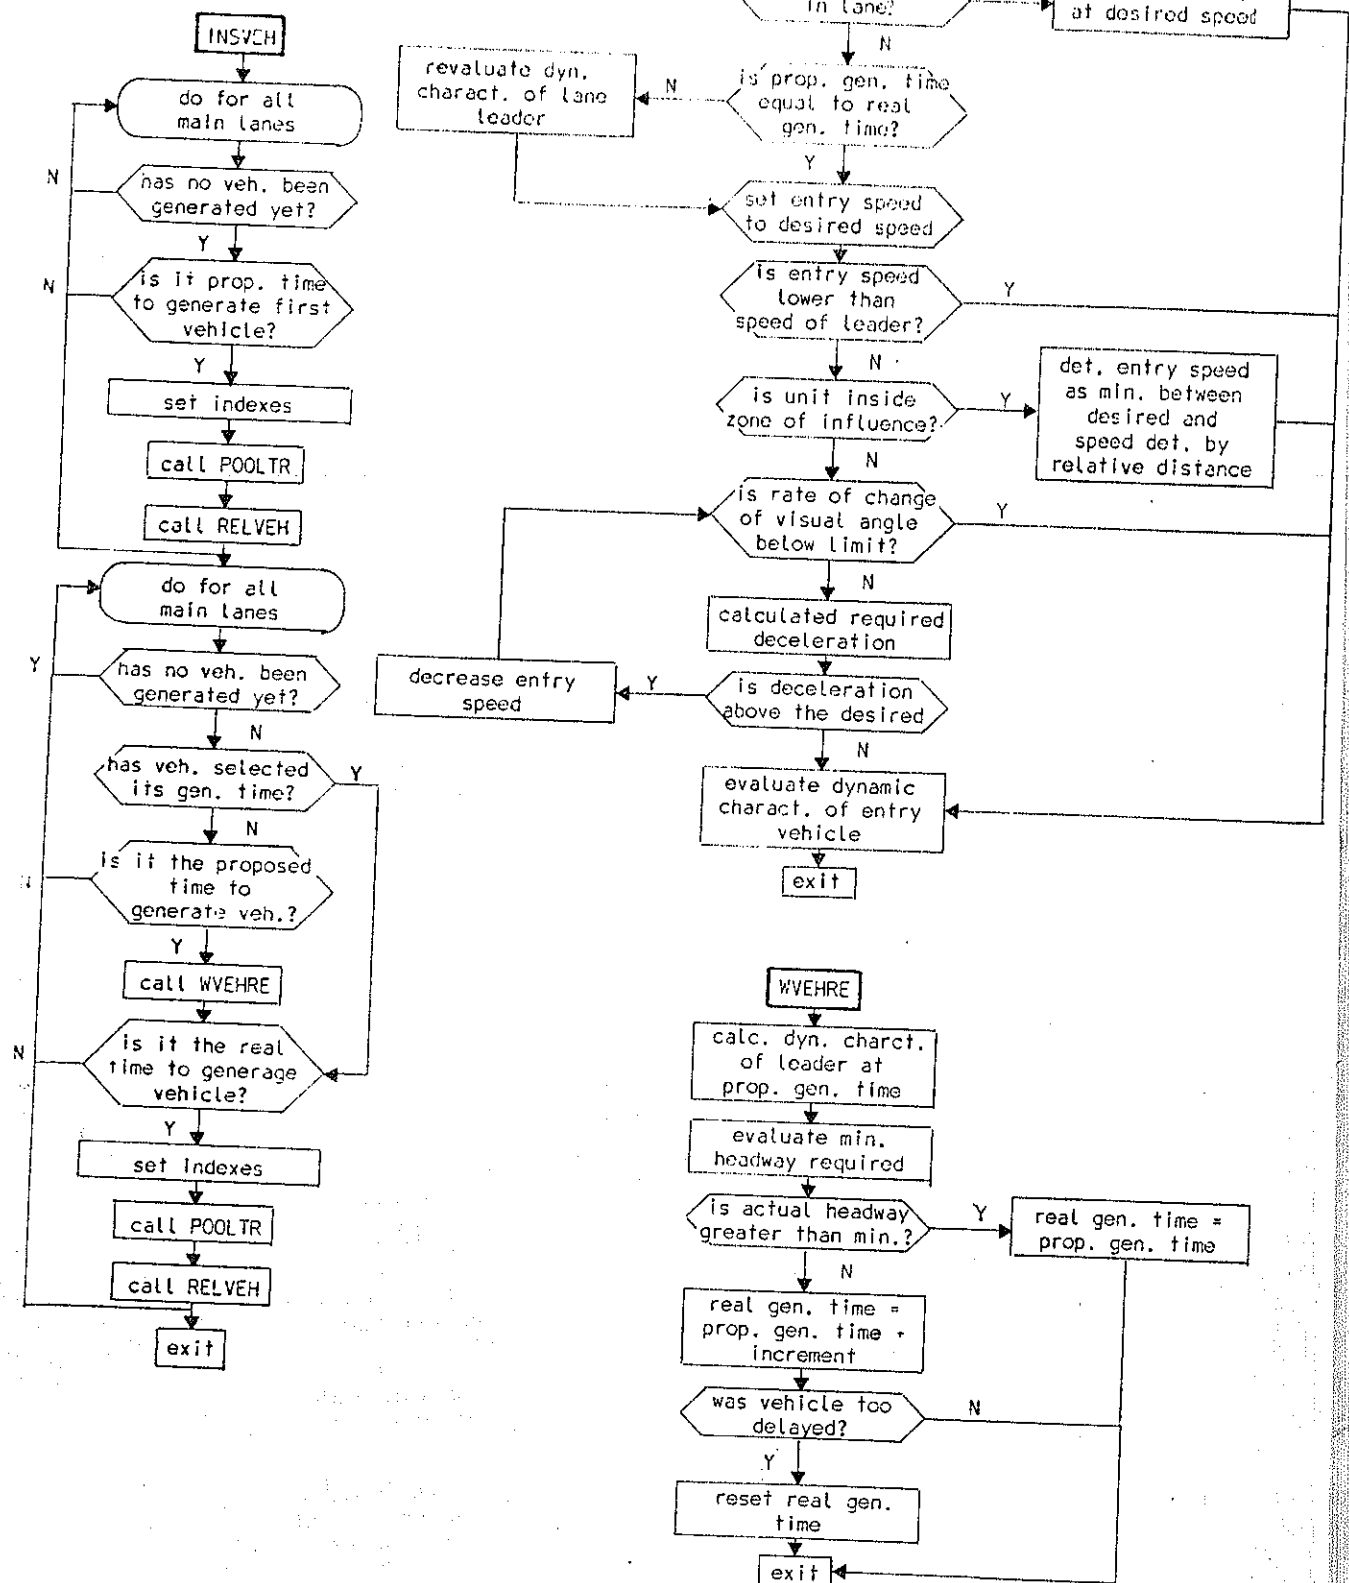 INSVEH
do for all
main lanes
N
has no veh. been
generated yet?
Y
N
is it prop. time
to generate first
vehicle?
Y
set indexes
call POOLTR
call RELVEH
do for all
main lanes
Y
has no veh. been
generated yet?
N
has veh. selected
its gen. time?
Y
N
is it the proposed
time to
generate veh.?
N
Y
call WVEHRE
N
is it the real
time to generage
vehicle?
Y
set Indexes
call POOLTR
call RELVEH
exit
in lane?
at desired speed
N
revaluate dyn.
charact. of lane
leader
N
is prop. gen. time
equal to real
gen. time?
Y
set entry speed
to desired speed
is entry speed
lower than
speed of leader?
Y
N
is unit inside
zone of influence?
Y
det. entry speed
as min. between
desired and
speed det. by
relative distance
N
is rate of change
of visual angle
below limit?
Y
N
calculated required
deceleration
decrease entry
speed
Y
is deceleration
above the desired
N
evaluate dynamic
charact. of entry
vehicle
exit
WVEHRE
calc. dyn. charct.
of leader at
prop. gen. time
evaluate min.
headway required
is actual headway
greater than min.?
Y
real gen. time =
prop. gen. time
N
real gen. time =
prop. gen. time +
increment
was vehicle too
delayed?
N
Y
reset real gen.
time
exit